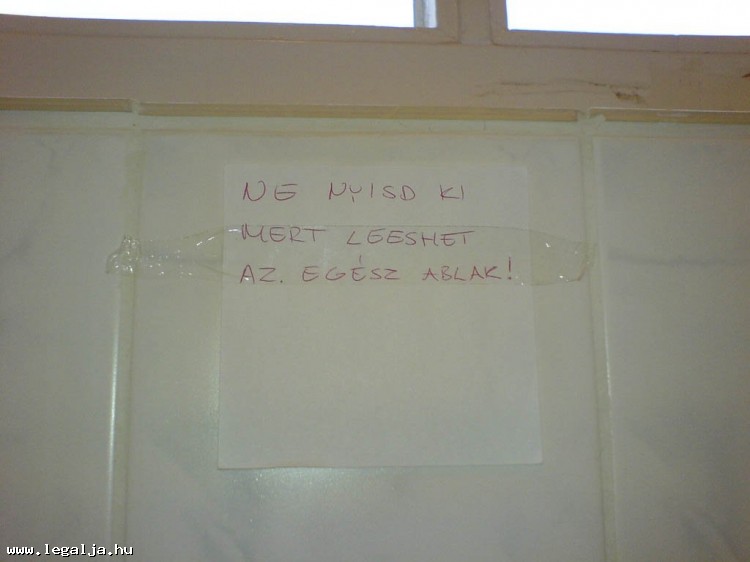 NE NYISD KI
MERT LEESHET
AZ. EGÉSZ ABLAK!
www.legalja.hu